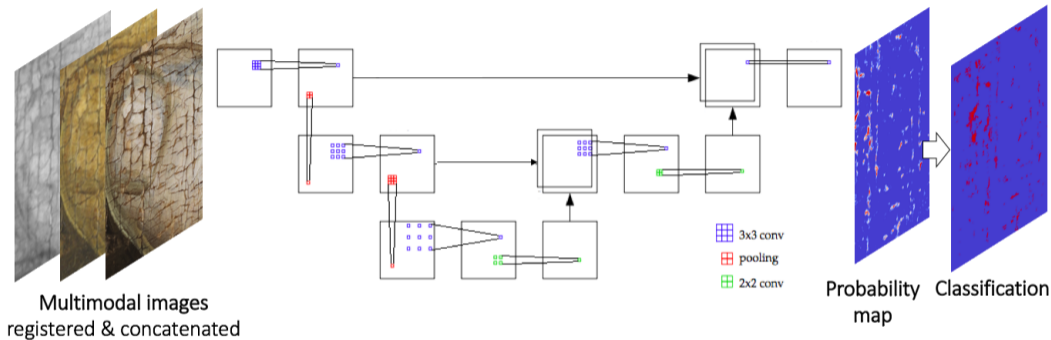 3x3 conv
pooling
2x2 conv
Multimodal images
registered & concatenated
Probability
map
Classification